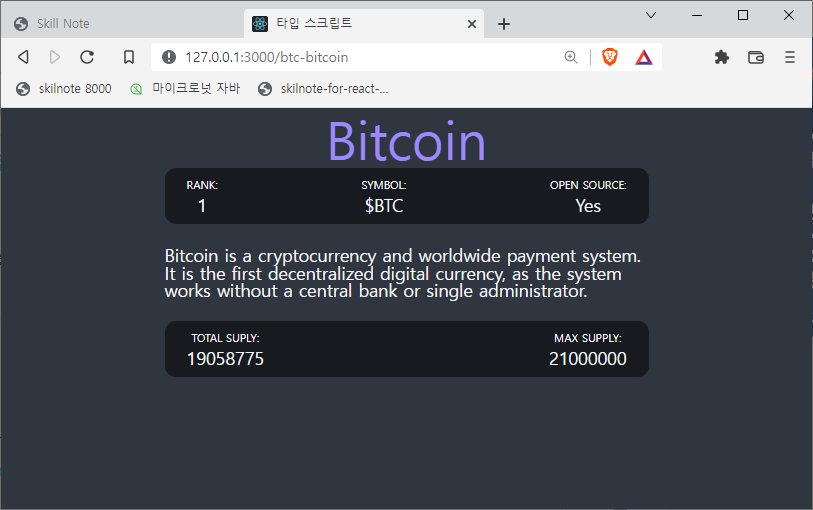 Skill Note
타입 스크립트
127.0.0.1:3000/btc-bitcoin
skilnote 8000
마이크로넛 자바
skilnote-for-react-...
Bitcoin
RANK: SYMBOL: OPEN SOURCE:
1 $BTC Yes
Bitcoin is a cryptocurrency and worldwide payment system.
It is the first decentralized digital currency, as the system
works without a central bank or single administrator.
TOTAL SUPLY: MAX SUPPLY:
19058775 21000000